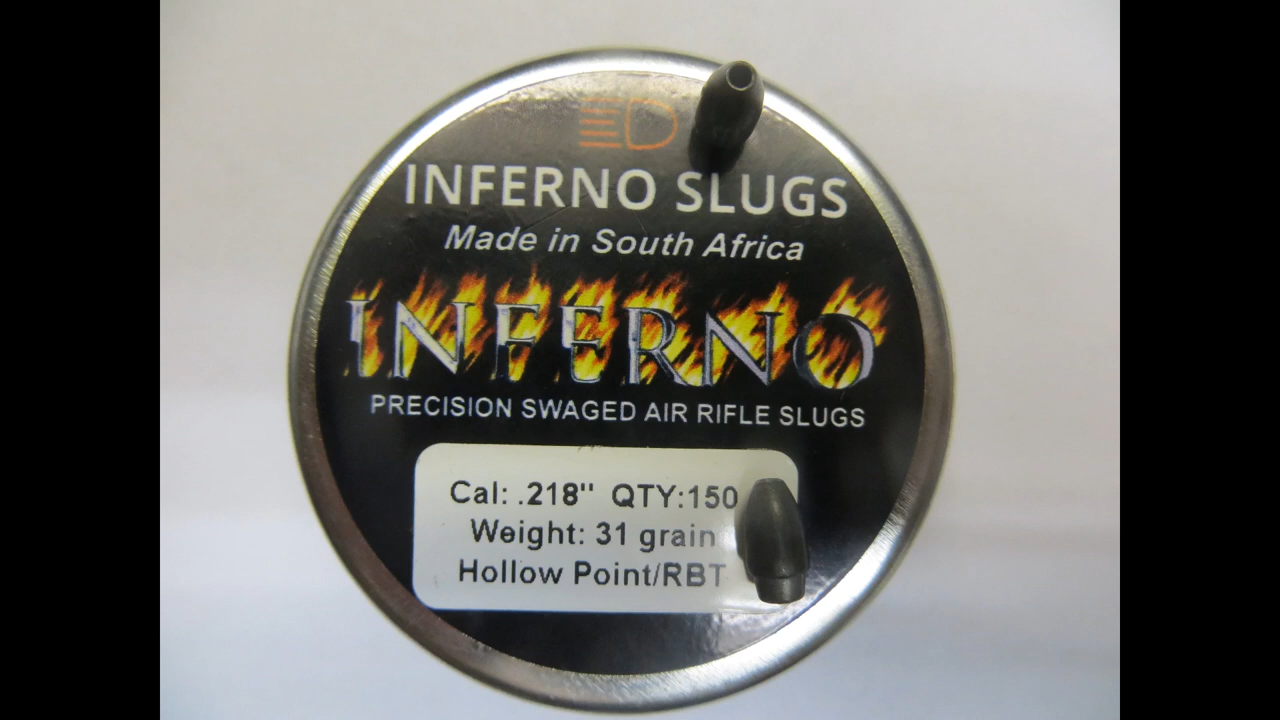 INFERNO SLUGS
Made in South Africa
INFERNO
PRECISION SWAGED AIR RIFLE SLUGS
Cal: .218" QTY:150
Weight: 31 grain
Hollow Point/RBT